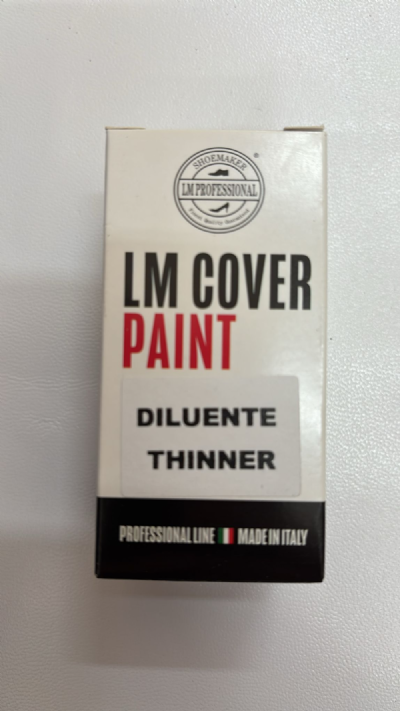 SHOEMAKER
LM PROFESSIONAL
LM COVER
PAINT
DILUENTE
THINNER
PROFESSIONAL LINE MADE IN ITALY